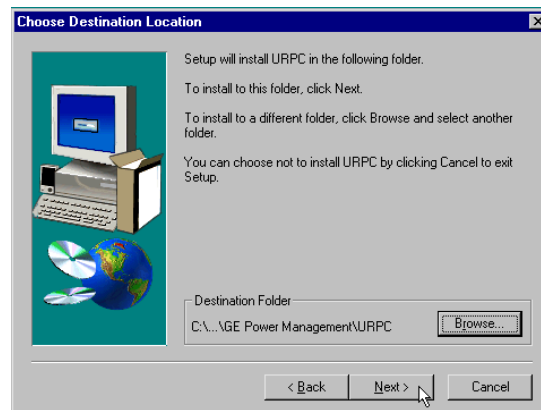 Choose Destination Location
Setup will install URPC in the following folder.
To install to this folder, click Next.
To install to a different folder, click Browse and select another
folder.
You can choose not to install URPC by clicking Cancel to exit
Setup.
Destination Folder
C:\...\GE Power Management\URPC
Browse...
< Back
Next >
Cancel